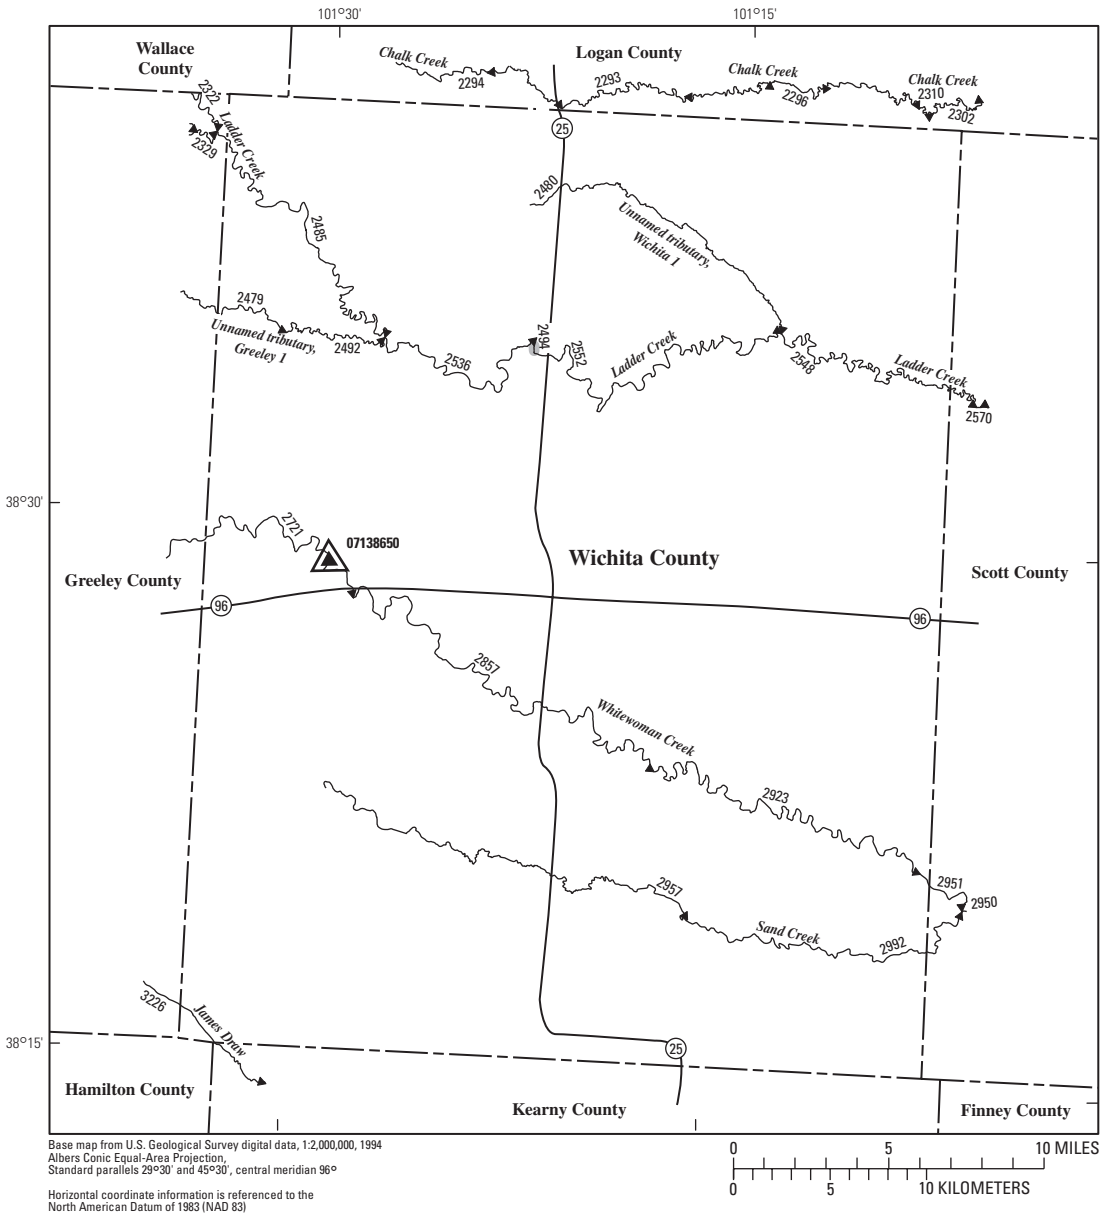 101°30'
101°15'
Wallace
County
Logan County
Chalk Creek
2294
2293
Chalk Creek
2296
Chalk Creek
2310
2302
2322
Ladder Creek
2329
25
2480
Unnamed tributary,
Wichita 1
2485
2479
Unnamed tributary,
Greeley 1
2492
2536
2494
2552
Ladder Creek
2548
Ladder Creek
2570
38°30'
2721
07138650
Wichita County
Greeley County
Scott County
96
96
2857
Whitewoman Creek
2923
2951
2950
2957
Sand Creek
2992
3226
James Draw
38°15'
25
Hamilton County
Kearny County
Finney County
Base map from U.S. Geological Survey digital data, 1:2,000,000, 1994
Albers Conic Equal-Area Projection,
Standard parallels 29°30' and 45°30', central meridian 96°
Horizontal coordinate information is referenced to the
North American Datum of 1983 (NAD 83)
0 5 10 MILES
0 5 10 KILOMETERS